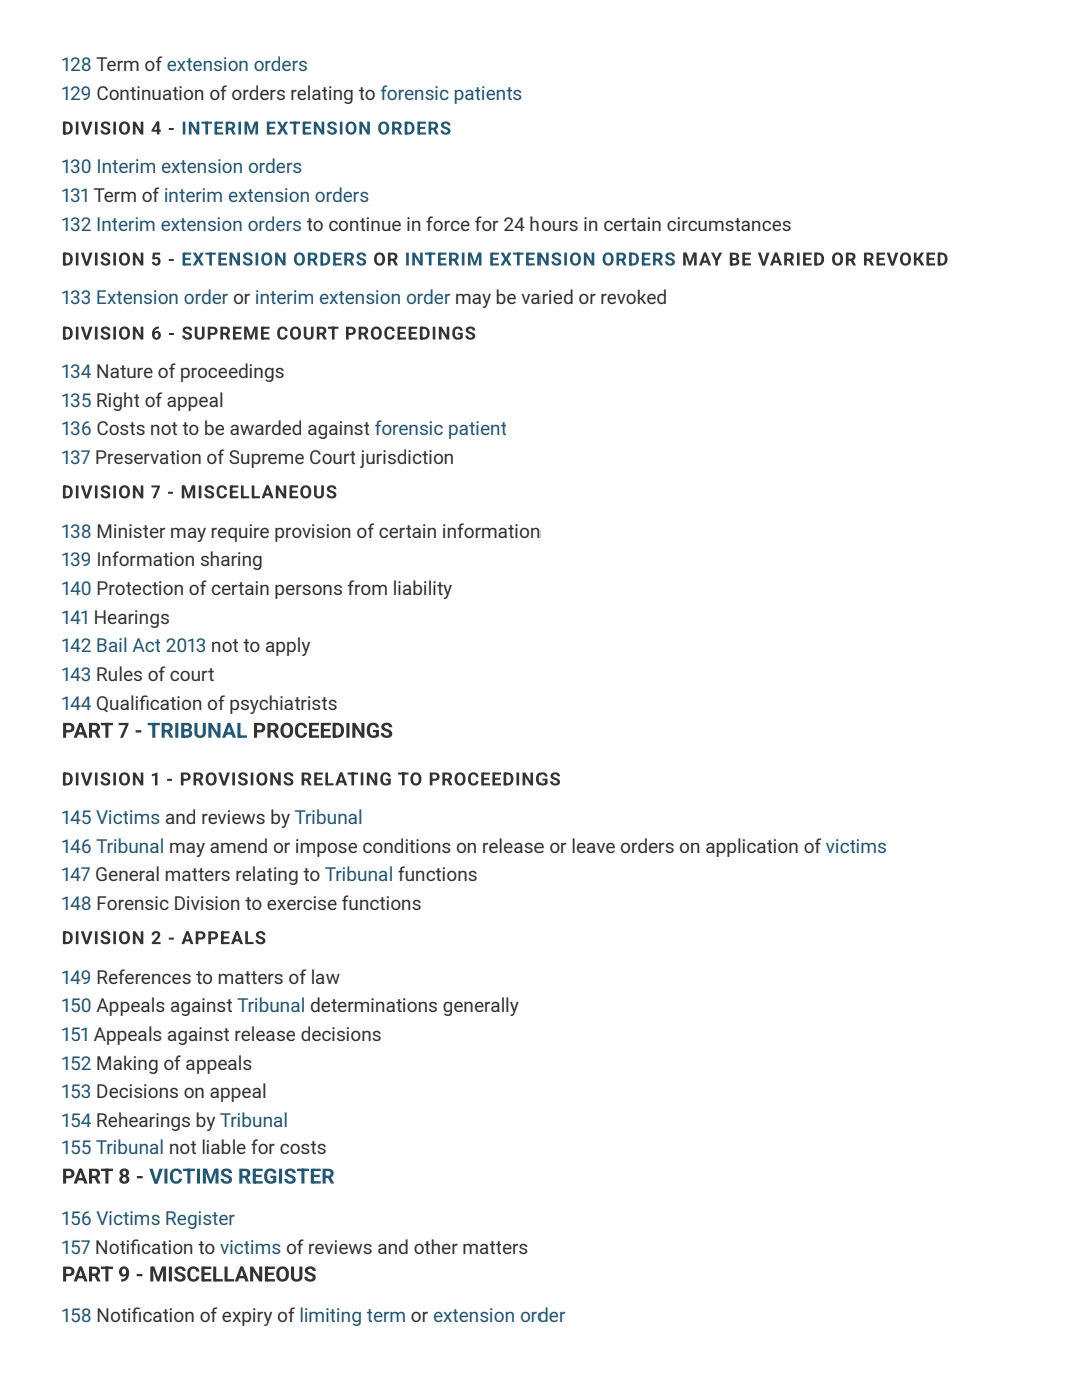 128 Term of extension orders
129 Continuation of orders relating to forensic patients
DIVISION 4 - INTERIM EXTENSION ORDERS
130 Interim extension orders
131 Term of interim extension orders
132 Interim extension orders to continue in force for 24 hours in certain circumstances
DIVISION 5 - EXTENSION ORDERS OR INTERIM EXTENSION ORDERS MAY BE VARIED OR REVOKED
133 Extension order or interim extension order may be varied or revoked
DIVISION 6 - SUPREME COURT PROCEEDINGS
134 Nature of proceedings
135 Right of appeal
136 Costs not to be awarded against forensic patient
137 Preservation of Supreme Court jurisdiction
DIVISION 7 - MISCELLANEOUS
138 Minister may require provision of certain information
139 Information sharing
140 Protection of certain persons from liability
141 Hearings
142 Bail Act 2013 not to apply
143 Rules of court
144 Qualification of psychiatrists
PART 7 - TRIBUNAL PROCEEDINGS
DIVISION 1 - PROVISIONS RELATING TO PROCEEDINGS
145 Victims and reviews by Tribunal
146 Tribunal may amend or impose conditions on release or leave orders on application of victims
147 General matters relating to Tribunal functions
148 Forensic Division to exercise functions
DIVISION 2 - APPEALS
149 References to matters of law
150 Appeals against Tribunal determinations generally
151 Appeals against release decisions
152 Making of appeals
153 Decisions on appeal
154 Rehearings by Tribunal
155 Tribunal not liable for costs
PART 8 - VICTIMS REGISTER
156 Victims Register
157 Notification to victims of reviews and other matters
PART 9 - MISCELLANEOUS
158 Notification of expiry of limiting term or extension order